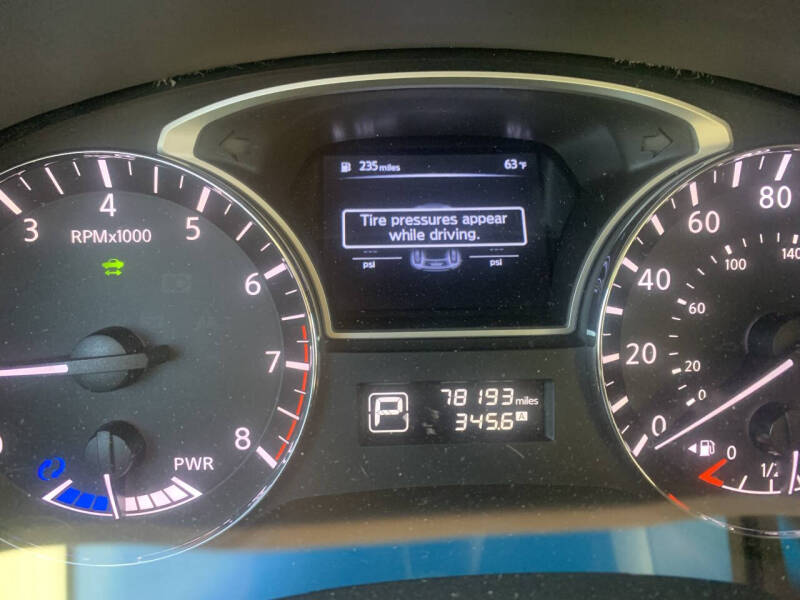 235 miles 63°F
Tire pressures appear
while driving.
--- ---
psi psi
3 4 5 6 7 8
RPMx1000
PWR
P
78193 miles
345.6 A
0 20 40 60 80
0 20 60 100 140
0 1/2